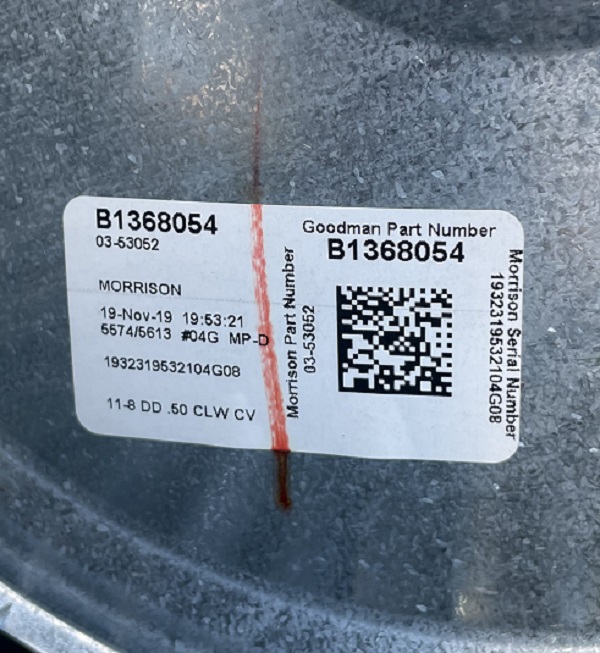 B1368054
03-53052
MORRISON
19-Nov-19 19:53:21
5574/5613 #04G MP-D
1932319532104G08
11-8 DD .50 CLW CV
Morrison Part Number
03-53052
Goodman Part Number
B1368054
Morrison Serial Number
1932319532104G08